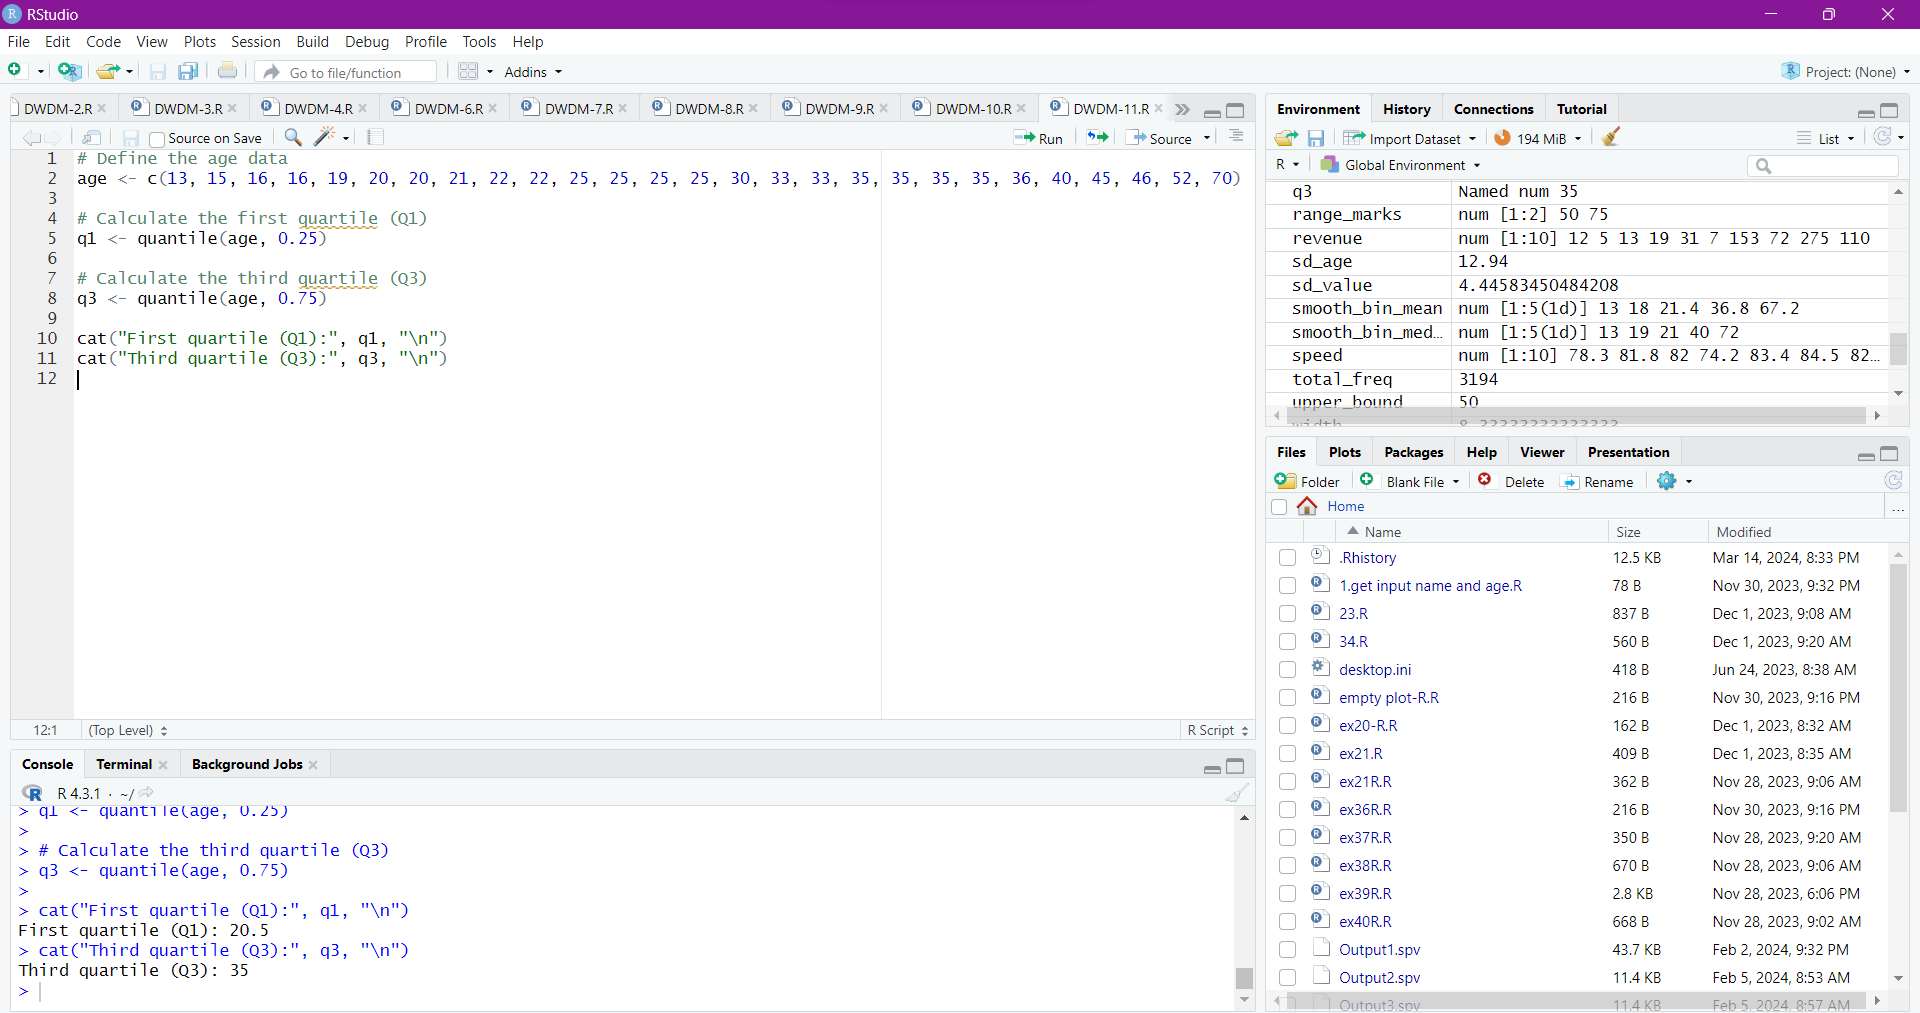 RStudio
File Edit Code View Plots Session Build Debug Profile Tools Help
Go to file/function Addins Project: (None)
DWDM-2.R DWDM-3.R DWDM-4.R DWDM-6.R DWDM-7.R DWDM-8.R DWDM-9.R DWDM-10.R DWDM-11.R
Source on Save Run Source
1 # Define the age data
2 age <- c(13, 15, 16, 16, 19, 20, 20, 21, 22, 22, 25, 25, 25, 25, 30, 33, 33, 35, 35, 35, 35, 36, 40, 45, 46, 52, 70)
3
4 # Calculate the first quartile (Q1)
5 q1 <- quantile(age, 0.25)
6
7 # Calculate the third quartile (Q3)
8 q3 <- quantile(age, 0.75)
9
10 cat("First quartile (Q1):", q1, "\n")
11 cat("Third quartile (Q3):", q3, "\n")
12
12:1 (Top Level) R Script
Console Terminal Background Jobs
R 4.3.1 · ~/
> q1 <- quantile(age, 0.25)
>
> # Calculate the third quartile (Q3)
> q3 <- quantile(age, 0.75)
>
> cat("First quartile (Q1):", q1, "\n")
First quartile (Q1): 20.5
> cat("Third quartile (Q3):", q3, "\n")
Third quartile (Q3): 35
>
Environment History Connections Tutorial
Import Dataset 194 MiB List
R Global Environment
q3 Named num 35
range_marks num [1:2] 50 75
revenue num [1:10] 12 5 13 19 31 7 153 72 275 110
sd_age 12.94
sd_value 4.44583450484208
smooth_bin_mean num [1:5(1d)] 13 18 21.4 36.8 67.2
smooth_bin_med… num [1:5(1d)] 13 19 21 40 72
speed num [1:10] 78.3 81.8 82 74.2 83.4 84.5 82…
total_freq 3194
upper_bound 50
width 8.33333333333333
Files Plots Packages Help Viewer Presentation
Folder Blank File Delete Rename
Home ...
Name Size Modified
.Rhistory 12.5 KB Mar 14, 2024, 8:33 PM
1.get input name and age.R 78 B Nov 30, 2023, 9:32 PM
23.R 837 B Dec 1, 2023, 9:08 AM
34.R 560 B Dec 1, 2023, 9:20 AM
desktop.ini 418 B Jun 24, 2023, 8:38 AM
empty plot-R.R 216 B Nov 30, 2023, 9:16 PM
ex20-R.R 162 B Dec 1, 2023, 8:32 AM
ex21.R 409 B Dec 1, 2023, 8:35 AM
ex21R.R 362 B Nov 28, 2023, 9:06 AM
ex36R.R 216 B Nov 30, 2023, 9:16 PM
ex37R.R 350 B Nov 28, 2023, 9:20 AM
ex38R.R 670 B Nov 28, 2023, 9:06 AM
ex39R.R 2.8 KB Nov 28, 2023, 6:06 PM
ex40R.R 668 B Nov 28, 2023, 9:02 AM
Output1.spv 43.7 KB Feb 2, 2024, 9:32 PM
Output2.spv 11.4 KB Feb 5, 2024, 8:53 AM
Output3.spv 11.4 KB Feb 5, 2024, 8:57 AM